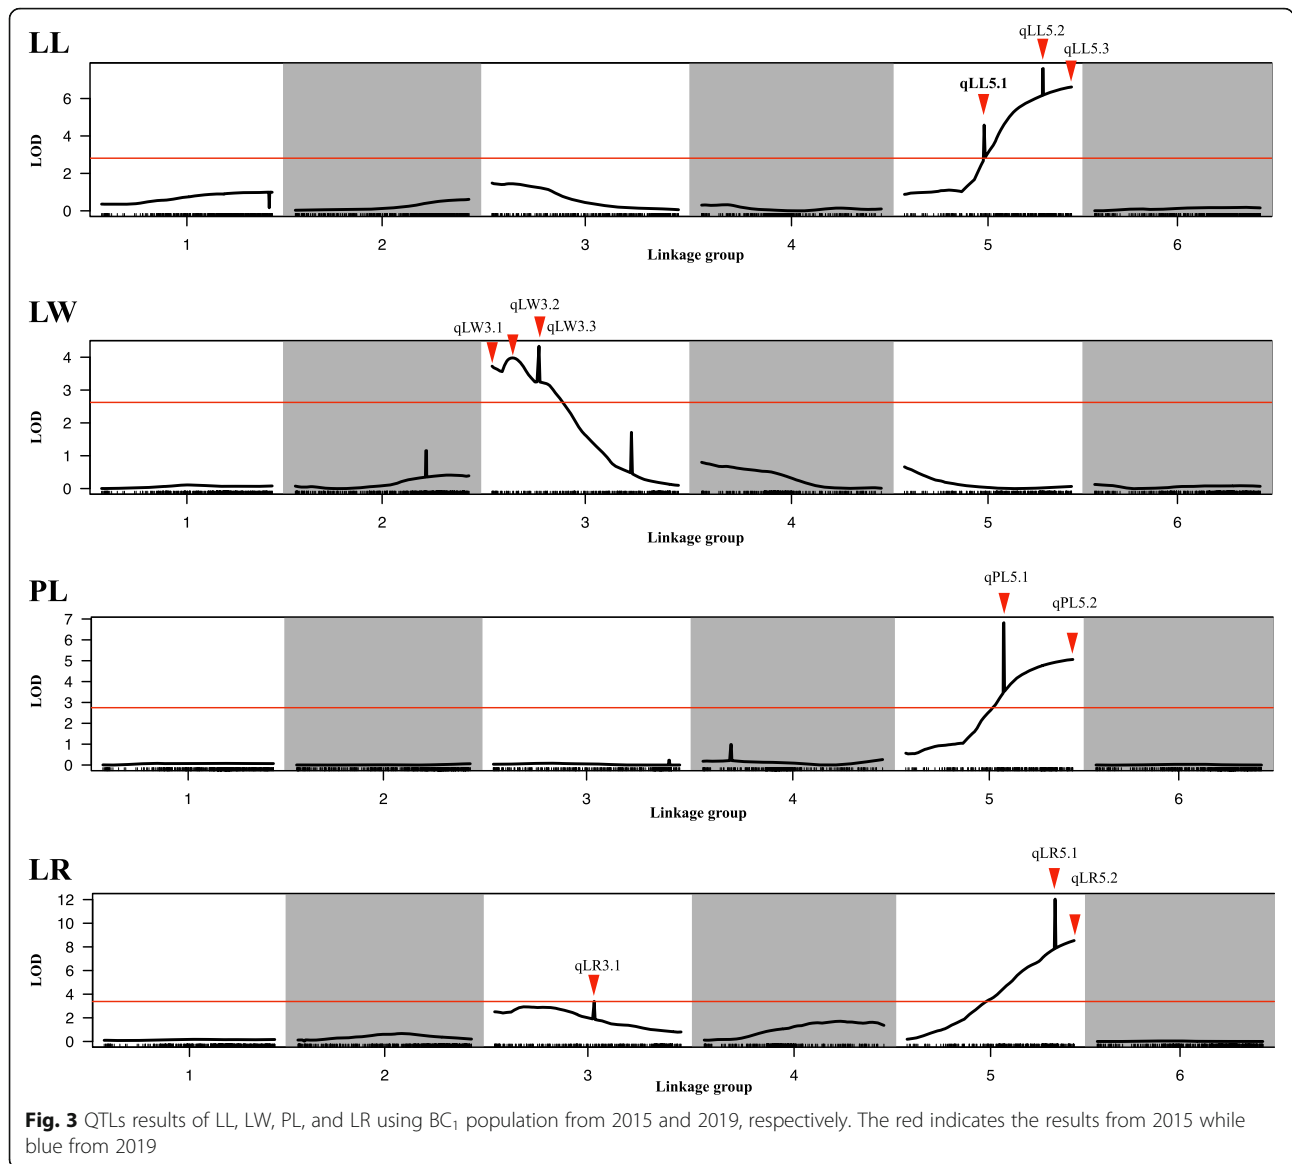 LL
qLL5.2
qLL5.3
qLL5.1
LOD
6
4
2
0
1 2 3 4 5 6
Linkage group
LW
qLW3.2
qLW3.1
qLW3.3
LOD
4
3
2
1
0
1 2 3 4 5 6
Linkage group
PL
qPL5.1
qPL5.2
LOD
7
6
5
4
3
2
1
0
1 2 3 4 5 6
Linkage group
LR
qLR5.1
qLR5.2
qLR3.1
LOD
12
10
8
6
4
2
0
1 2 3 4 5 6
Linkage group
Fig. 3 QTLs results of LL, LW, PL, and LR using BC₁ population from 2015 and 2019, respectively. The red indicates the results from 2015 while
blue from 2019